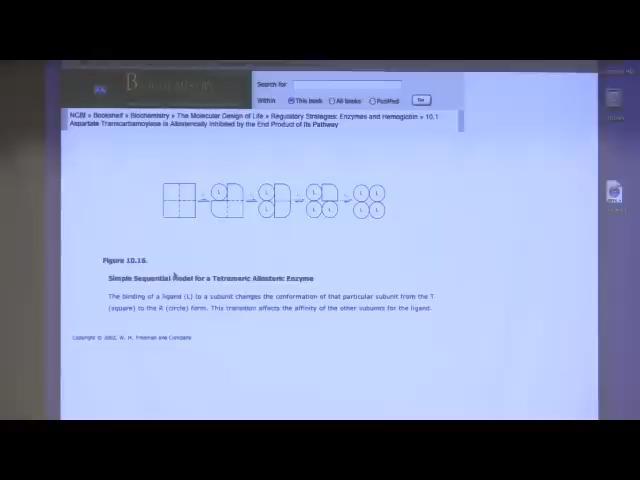 BIOCHEMISTRY
Search for
Within This book All books PubMed Go
NCBI » Bookshelf » Biochemistry » The Molecular Design of Life » Regulatory Strategies: Enzymes and Hemoglobin » 10.1
Aspartate Transcarbamoylase is Allosterically Inhibited by the End Product of Its Pathway
L L L L L L L L L L
Figure 10.16.
Simple Sequential Model for a Tetrameric Allosteric Enzyme
The binding of a ligand (L) to a subunit changes the conformation of that particular subunit from the T
(square) to the R (circle) form. This transition affects the affinity of the other subunits for the ligand.
Copyright © 2002, W. H. Freeman and Company